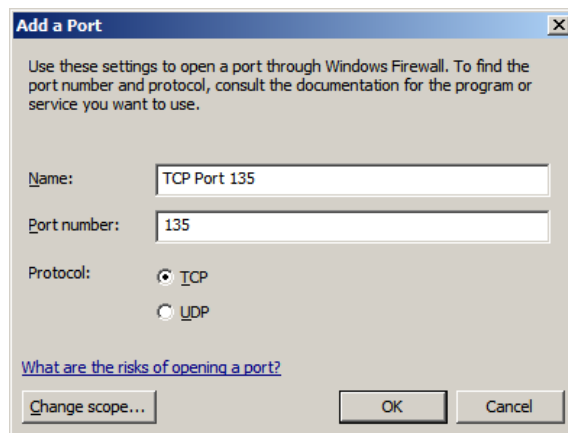 Add a Port
Use these settings to open a port through Windows Firewall. To find the
port number and protocol, consult the documentation for the program or
service you want to use.
Name:
TCP Port 135
Port number:
135
Protocol:
TCP
UDP
What are the risks of opening a port?
Change scope...
OK
Cancel